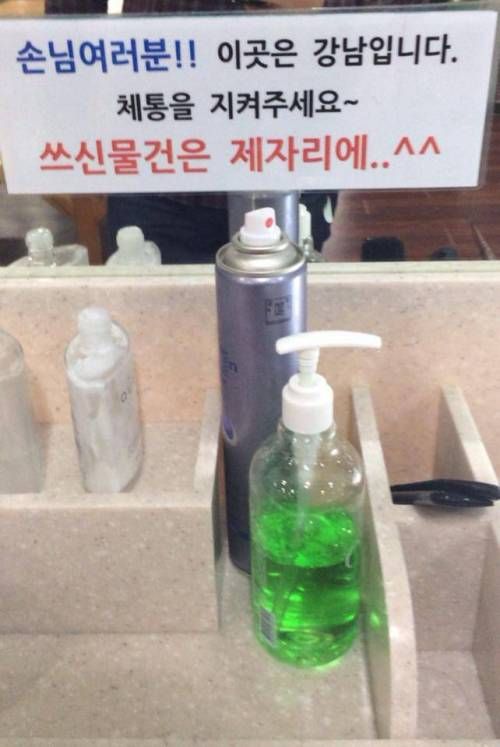 손님여러분!! 이곳은 강남입니다.
체통을 지켜주세요~
쓰신물건은 제자리에..^^